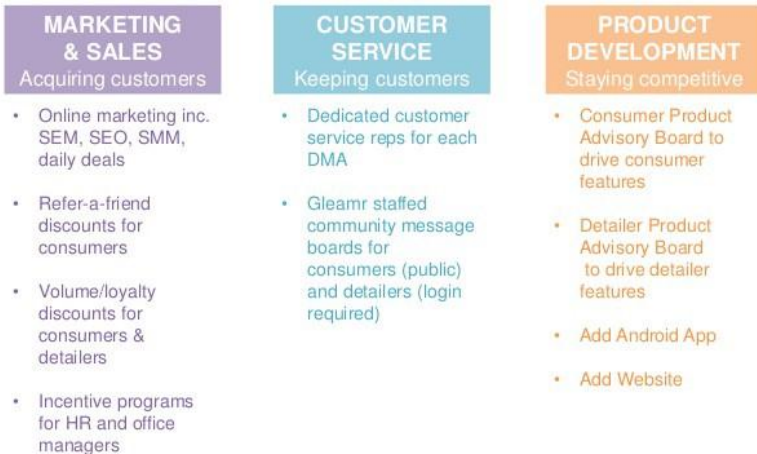 MARKETING
& SALES
Acquiring customers
• Online marketing inc.
SEM, SEO, SMM,
daily deals
• Refer-a-friend
discounts for
consumers
• Volume/loyalty
discounts for
consumers &
detailers
• Incentive programs
for HR and office
managers
CUSTOMER
SERVICE
Keeping customers
• Dedicated customer
service reps for each
DMA
• Gleamr staffed
community message
boards for
consumers (public)
and detailers (login
required)
PRODUCT
DEVELOPMENT
Staying competitive
• Consumer Product
Advisory Board to
drive consumer
features
• Detailer Product
Advisory Board
to drive detailer
features
• Add Android App
• Add Website